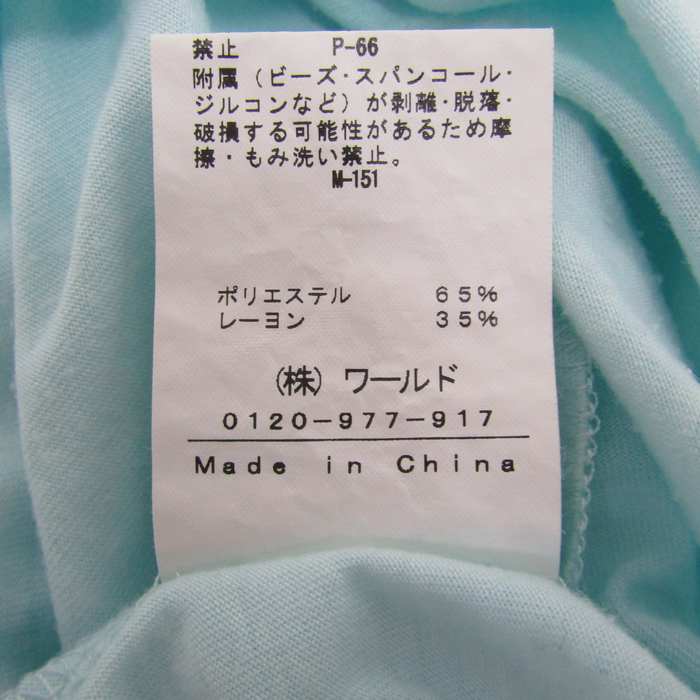 禁止 P-66
附属(ビーズ・スパンコール・
ジルコンなど)が剥離・脱落・
破損する可能性があるため摩
擦・もみ洗い禁止。
M-151
ポリエステル 65%
レーヨン 35%
(株)ワールド
0120-977-917
Made in China